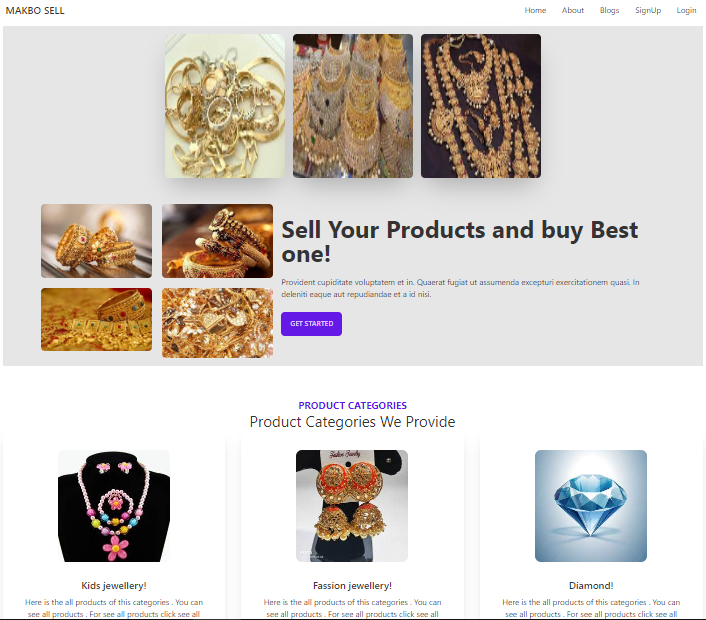 MAKBO SELL
Home About Blogs SignUp Login
Sell Your Products and buy Best
one!
Provident cupiditate voluptatem et in. Quaerat fugiat ut assumenda excepturi exercitationem quasi. In
deleniti eaque aut repudiandae et a id nisi.
GET STARTED
PRODUCT CATEGORIES
Product Categories We Provide
Fashion Jewelry
Kids jewellery!
Fassion jewellery!
Diamond!
Here is the all products of this categories . You can
see all products . For see all products click see all
Here is the all products of this categories . You can
see all products . For see all products click see all
Here is the all products of this categories . You can
see all products . For see all products click see all